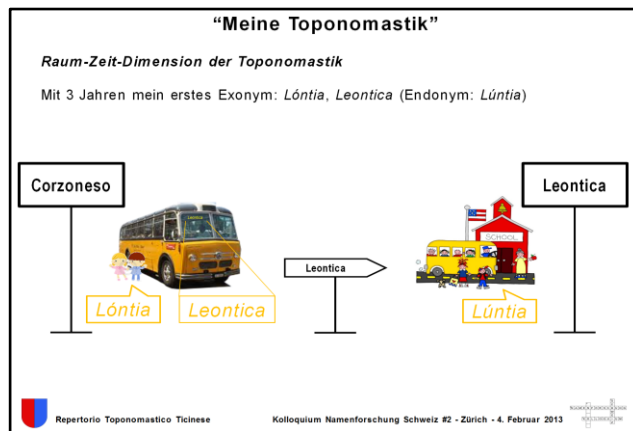 “Meine Toponomastik”
Raum-Zeit-Dimension der Toponomastik
Mit 3 Jahren mein erstes Exonym: Lóntia, Leontica (Endonym: Lúntia)
Corzoneso
Leontica
Leontica
SCHOOL
Leontica
Lóntia
Leontica
Lúntia
Repertorio Toponomastico Ticinese
Kolloquium Namenforschung Schweiz #2 - Zürich - 4. Februar 2013